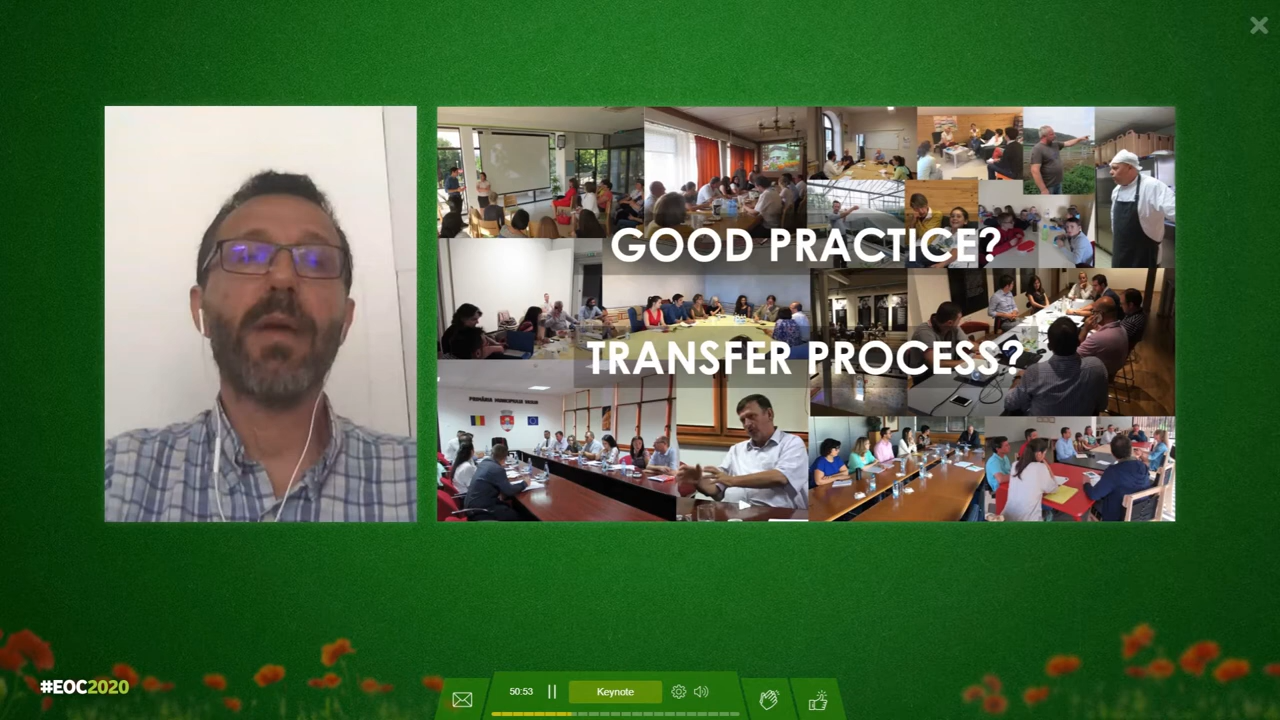 GOOD PRACTICE?
TRANSFER PROCESS?
PRIMĂRIA MUNICIPIULUI
#EOC2020
50:53
Keynote